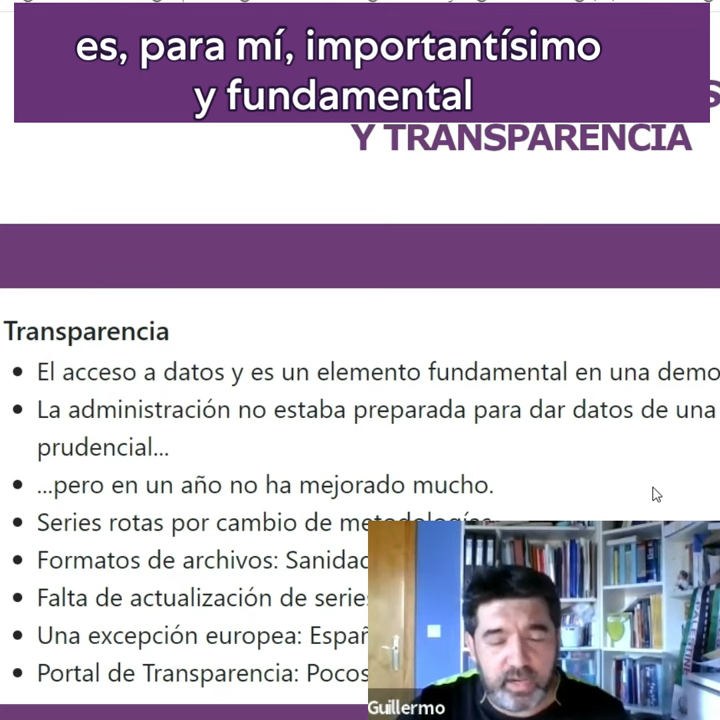 es, para mí, importantísimo
y fundamental
Y TRANSPARENCIA
Transparencia
• El acceso a datos y es un elemento fundamental en una demo
• La administración no estaba preparada para dar datos de una
prudencial...
• ...pero en un año no ha mejorado mucho.
• Series rotas por cambio de metodologías.
• Formatos de archivos: Sanidad
• Falta de actualización de serie
• Una excepción europea: Españ
• Portal de Transparencia: Pocos
Guillermo